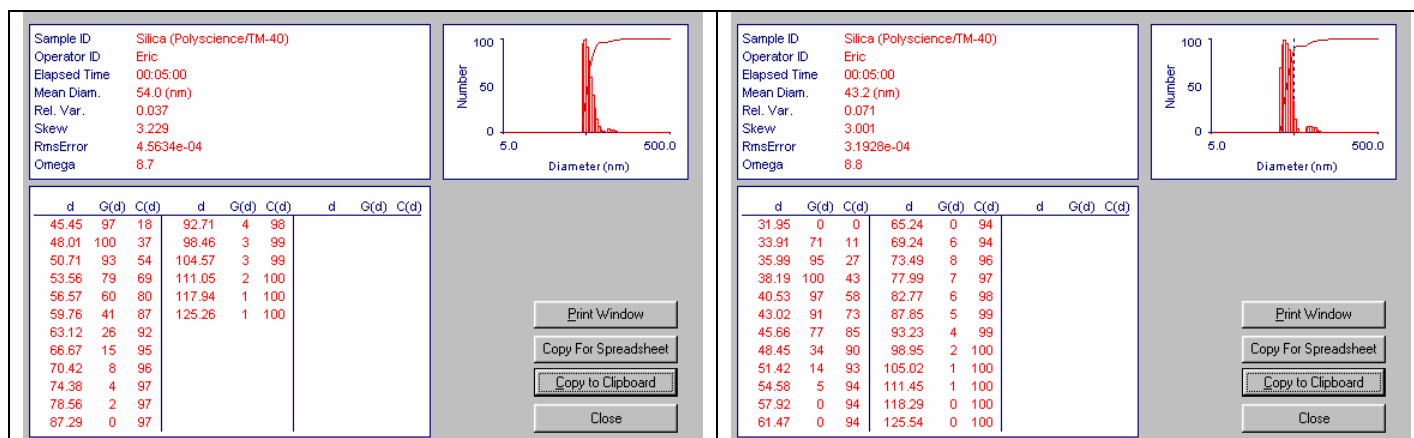 Sample ID Silica (Polyscience/TM-40)
Operator ID Eric
Elapsed Time 00:05:00
Mean Diam. 54.0 (nm)
Rel. Var. 0.037
Skew 3.229
RmsError 4.5634e-04
Omega 8.7
100
50
0
Number
5.0 500.0
Diameter (nm)
d G(d) C(d) d G(d) C(d) d G(d) C(d)
45.45 97 18 92.71 4 98
48.01 100 37 98.46 3 99
50.71 93 54 104.57 3 99
53.56 79 69 111.05 2 100
56.57 60 80 117.94 1 100
59.76 41 87 125.26 1 100
63.12 26 92
66.67 15 95
70.42 8 96
74.38 4 97
78.56 2 97
87.29 0 97
Print Window
Copy For Spreadsheet
Copy to Clipboard
Close
Sample ID Silica (Polyscience/TM-40)
Operator ID Eric
Elapsed Time 00:05:00
Mean Diam. 43.2 (nm)
Rel. Var. 0.071
Skew 3.001
RmsError 3.1928e-04
Omega 8.8
100
50
0
Number
5.0 500.0
Diameter (nm)
d G(d) C(d) d G(d) C(d) d G(d) C(d)
31.95 0 0 65.24 0 94
33.91 71 11 69.24 6 94
35.99 95 27 73.49 8 96
38.19 100 43 77.99 7 97
40.53 97 58 82.77 6 98
43.02 91 73 87.85 5 99
45.66 77 85 93.23 4 99
48.45 34 90 98.95 2 100
51.42 14 93 105.02 1 100
54.58 5 94 111.45 1 100
57.92 0 94 118.29 0 100
61.47 0 94 125.54 0 100
Print Window
Copy For Spreadsheet
Copy to Clipboard
Close